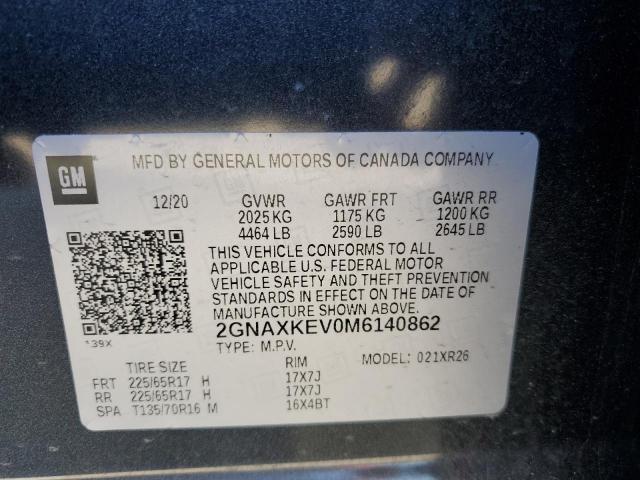 GM
MFD BY GENERAL MOTORS OF CANADA COMPANY
12/20 GVWR GAWR FRT GAWR RR
2025 KG 1175 KG 1200 KG
4464 LB 2590 LB 2645 LB
THIS VEHICLE CONFORMS TO ALL
APPLICABLE U.S. FEDERAL MOTOR
VEHICLE SAFETY AND THEFT PREVENTION
STANDARDS IN EFFECT ON THE DATE OF
MANUFACTURE SHOWN ABOVE.
2GNAXKEV0M6140862
*39X TYPE: M.P.V. MODEL: 021XR26
TIRE SIZE RIM
FRT 225/65R17 H 17X7J
RR 225/65R17 H 17X7J
SPA T135/70R16 M 16X4BT